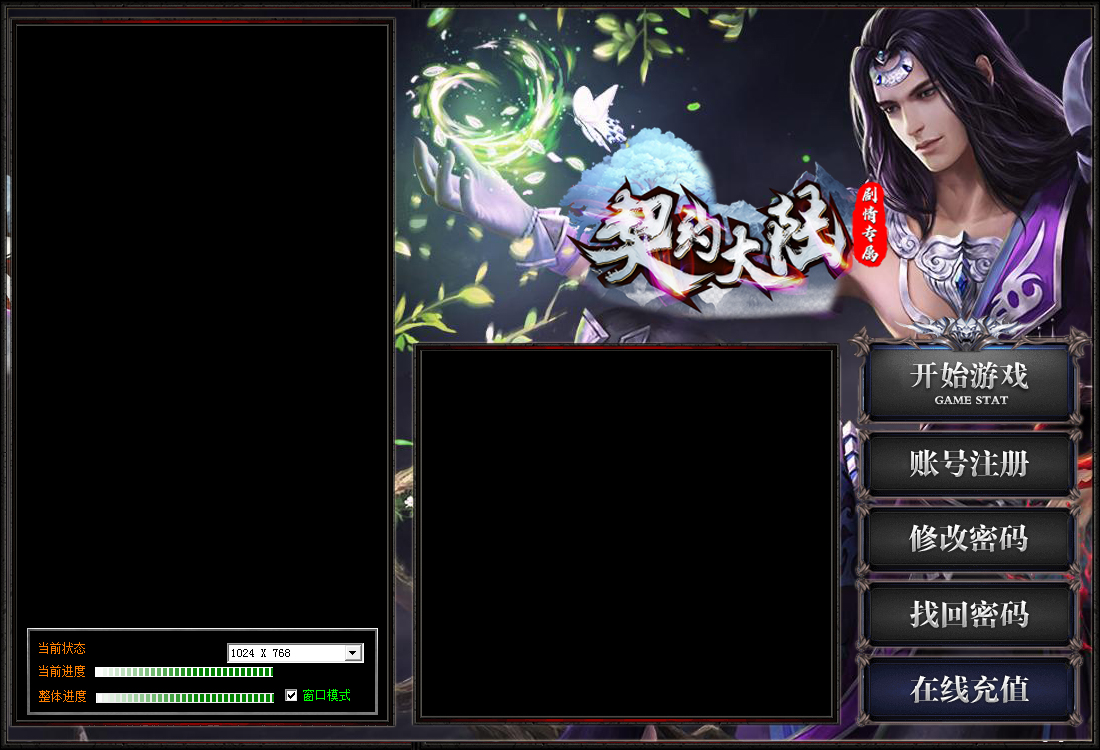 契约大陆
剧情专属
开始游戏
GAME STAT
账号注册
修改密码
找回密码
在线充值
当前状态
1024 X 768
当前进度
整体进度
窗口模式